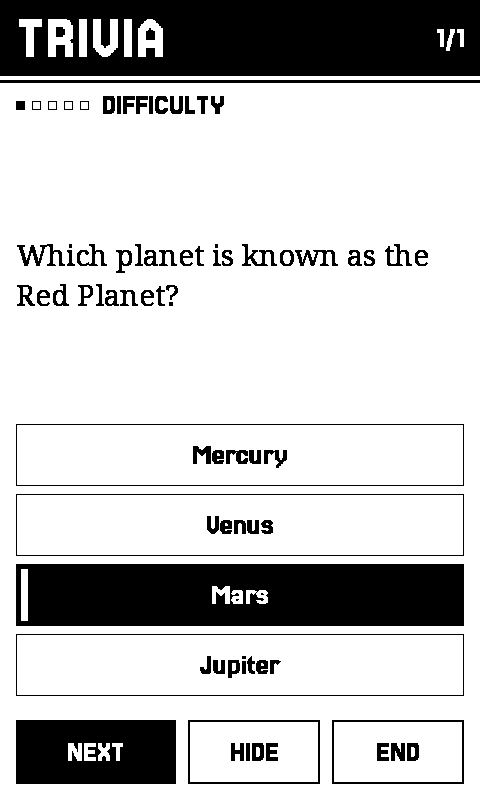 TRIVIA
1/1
DIFFICULTY
Which planet is known as the
Red Planet?
Mercury
Venus
Mars
Jupiter
NEXT
HIDE
END